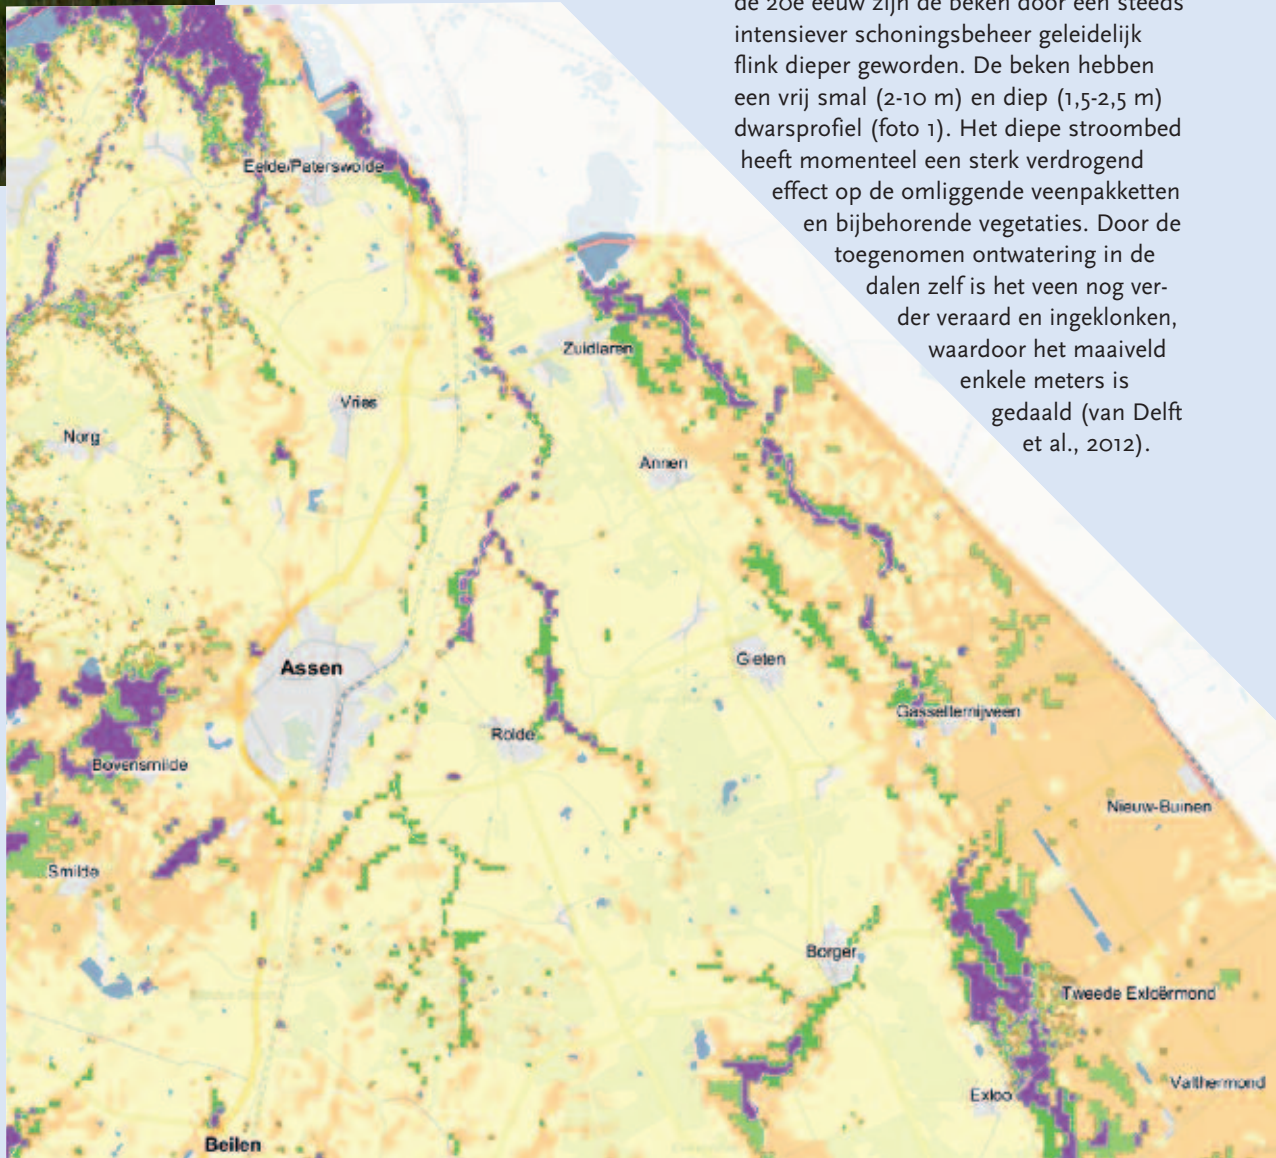 de 20e eeuw zijn de beken door een steeds
intensiever schoningsbeheer geleidelijk
flink dieper geworden. De beken hebben
een vrij smal (2-10 m) en diep (1,5-2,5 m)
dwarsprofiel (foto 1). Het diepe stroombed
heeft momenteel een sterk verdrogend
effect op de omliggende veenpakketten
en bijbehorende vegetaties. Door de
toegenomen ontwatering in de
dalen zelf is het veen nog ver-
der veraard en ingeklonken,
waardoor het maaiveld
enkele meters is
gedaald (van Delft
et al., 2012).
Eelde/Paterswolde
Zuidlaren
Vries
Norg
Annen
Assen
Gieten
Gasselternijveen
Rolde
Bovensmilde
Nieuw-Buinen
Smilde
Borger
Tweede Exloërmond
Valthermond
Exloo
Beilen